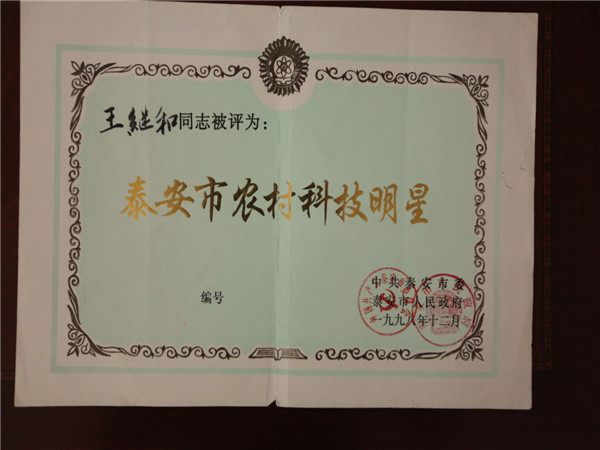 王继和同志被评为：
泰安市农村科技明星
编号
中共泰安市委
泰安市人民政府
一九九八年十二月